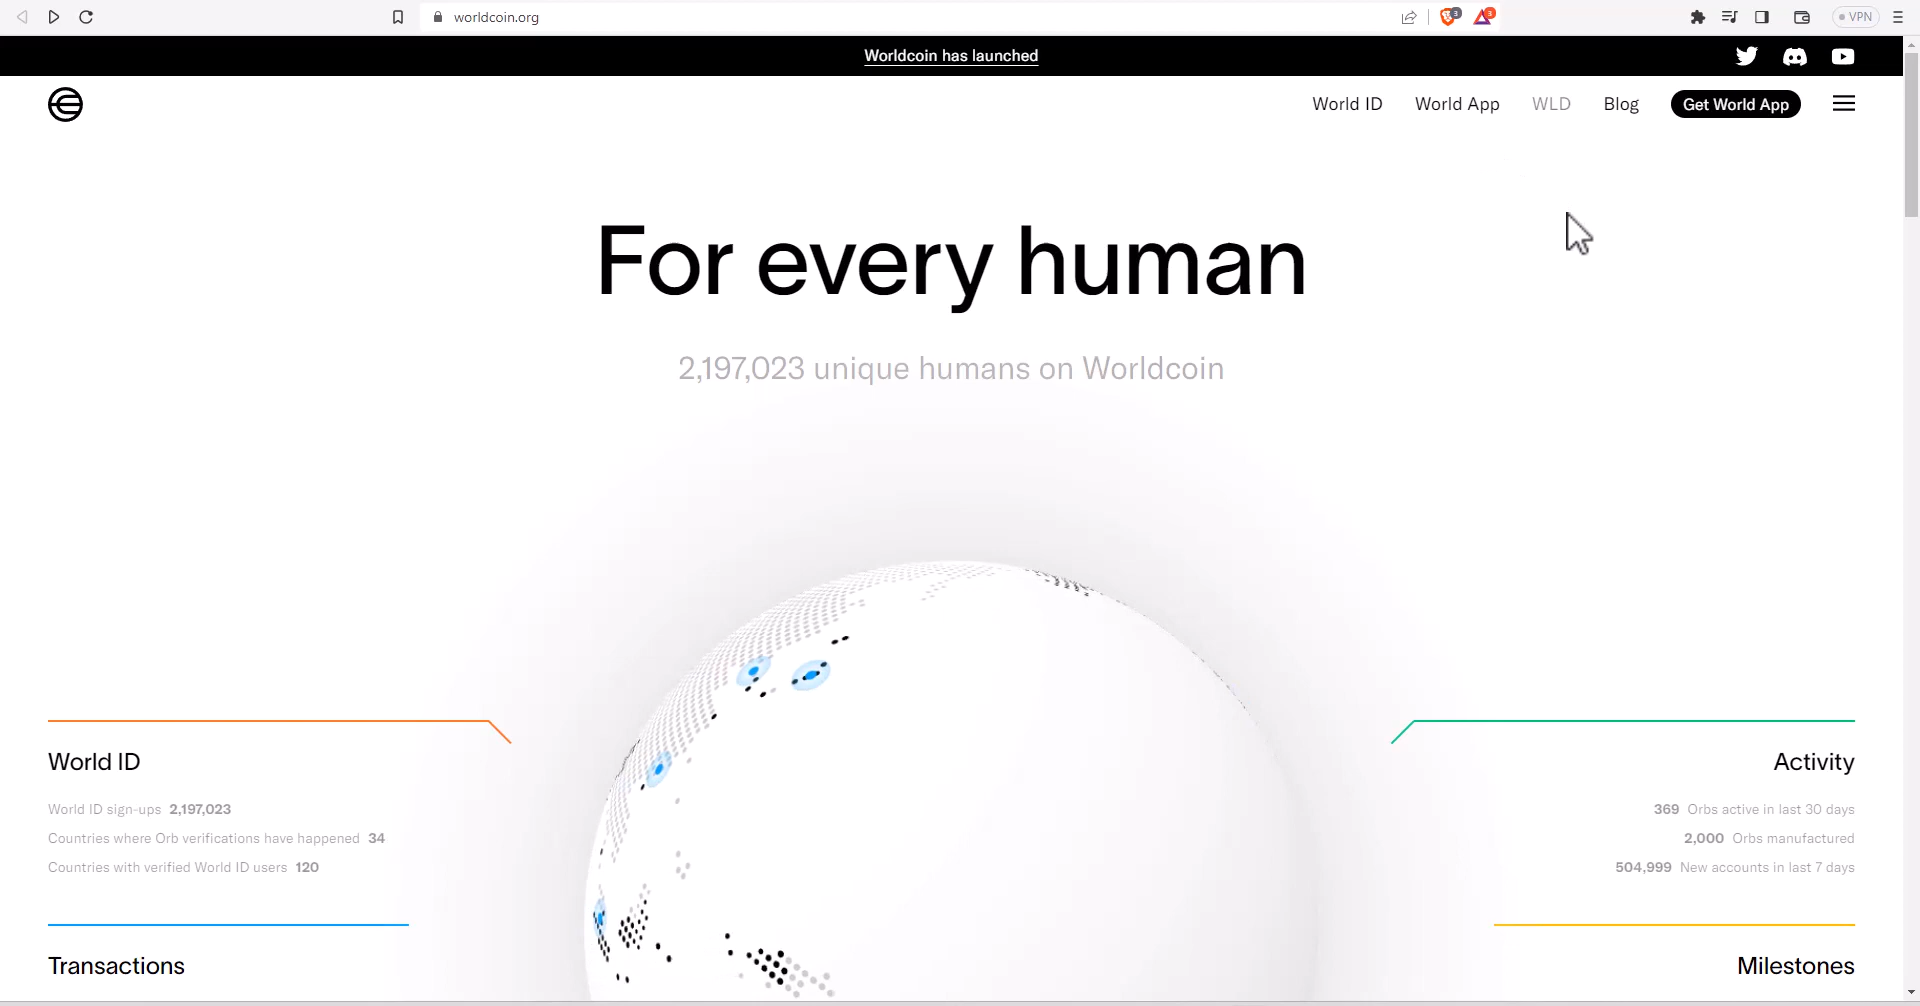 worldcoin.org
3
3
VPN
Worldcoin has launched
World ID
World App
WLD
Blog
Get World App
For every human
2,197,023 unique humans on Worldcoin
World ID
World ID sign-ups 2,197,023
Countries where Orb verifications have happened 34
Countries with verified World ID users 120
Activity
369 Orbs active in last 30 days
2,000 Orbs manufactured
504,999 New accounts in last 7 days
Transactions
Milestones